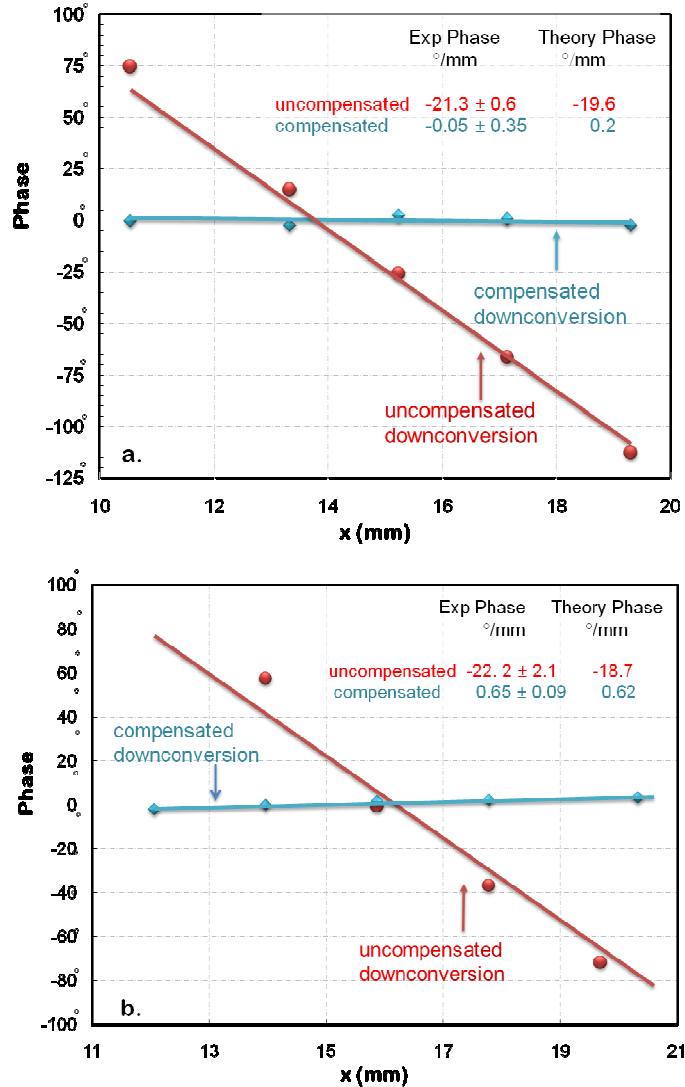 100°
75°
50°
25°
0°
-25°
-50°
-75°
-100°
-125°
Phase
Exp Phase Theory Phase
°/mm °/mm
uncompensated -21.3 ± 0.6 -19.6
compensated -0.05 ± 0.35 0.2
compensated
downconversion
uncompensated
downconversion
a.
10 12 14 16 18 20
x (mm)
100°
80°
60°
40°
20°
0°
-20°
-40°
-60°
-80°
-100°
Phase
Exp Phase Theory Phase
°/mm °/mm
uncompensated -22. 2 ± 2.1 -18.7
compensated 0.65 ± 0.09 0.62
compensated
downconversion
uncompensated
downconversion
b.
11 13 15 17 19 21
x (mm)